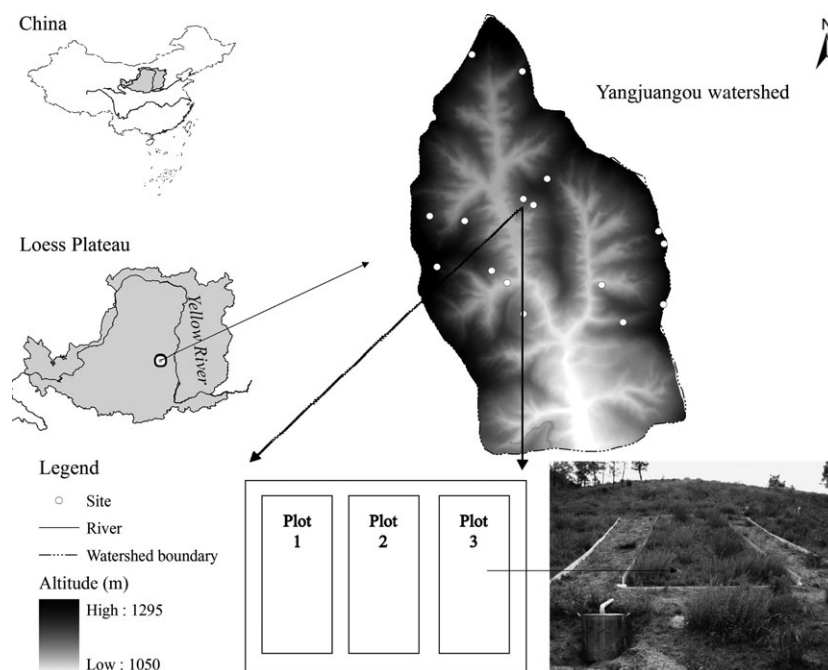 China
N
Yangjuangou watershed
Loess Plateau
Yellow River
Legend
Site
River
Watershed boundary
Altitude (m)
High : 1295
Low : 1050
Plot
1
Plot
2
Plot
3